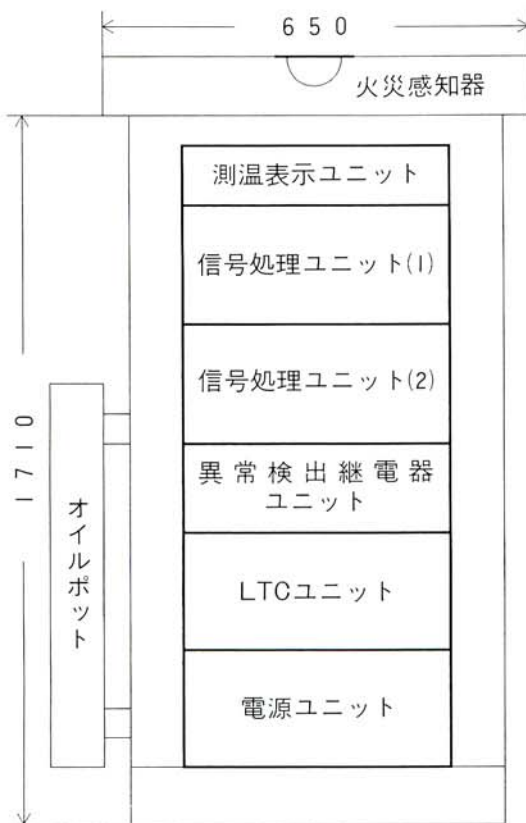 650
火災感知器
測温表示ユニット
信号処理ユニット(1)
信号処理ユニット(2)
異常検出継電器
ユニット
LTCユニット
電源ユニット
オイルポット
1710